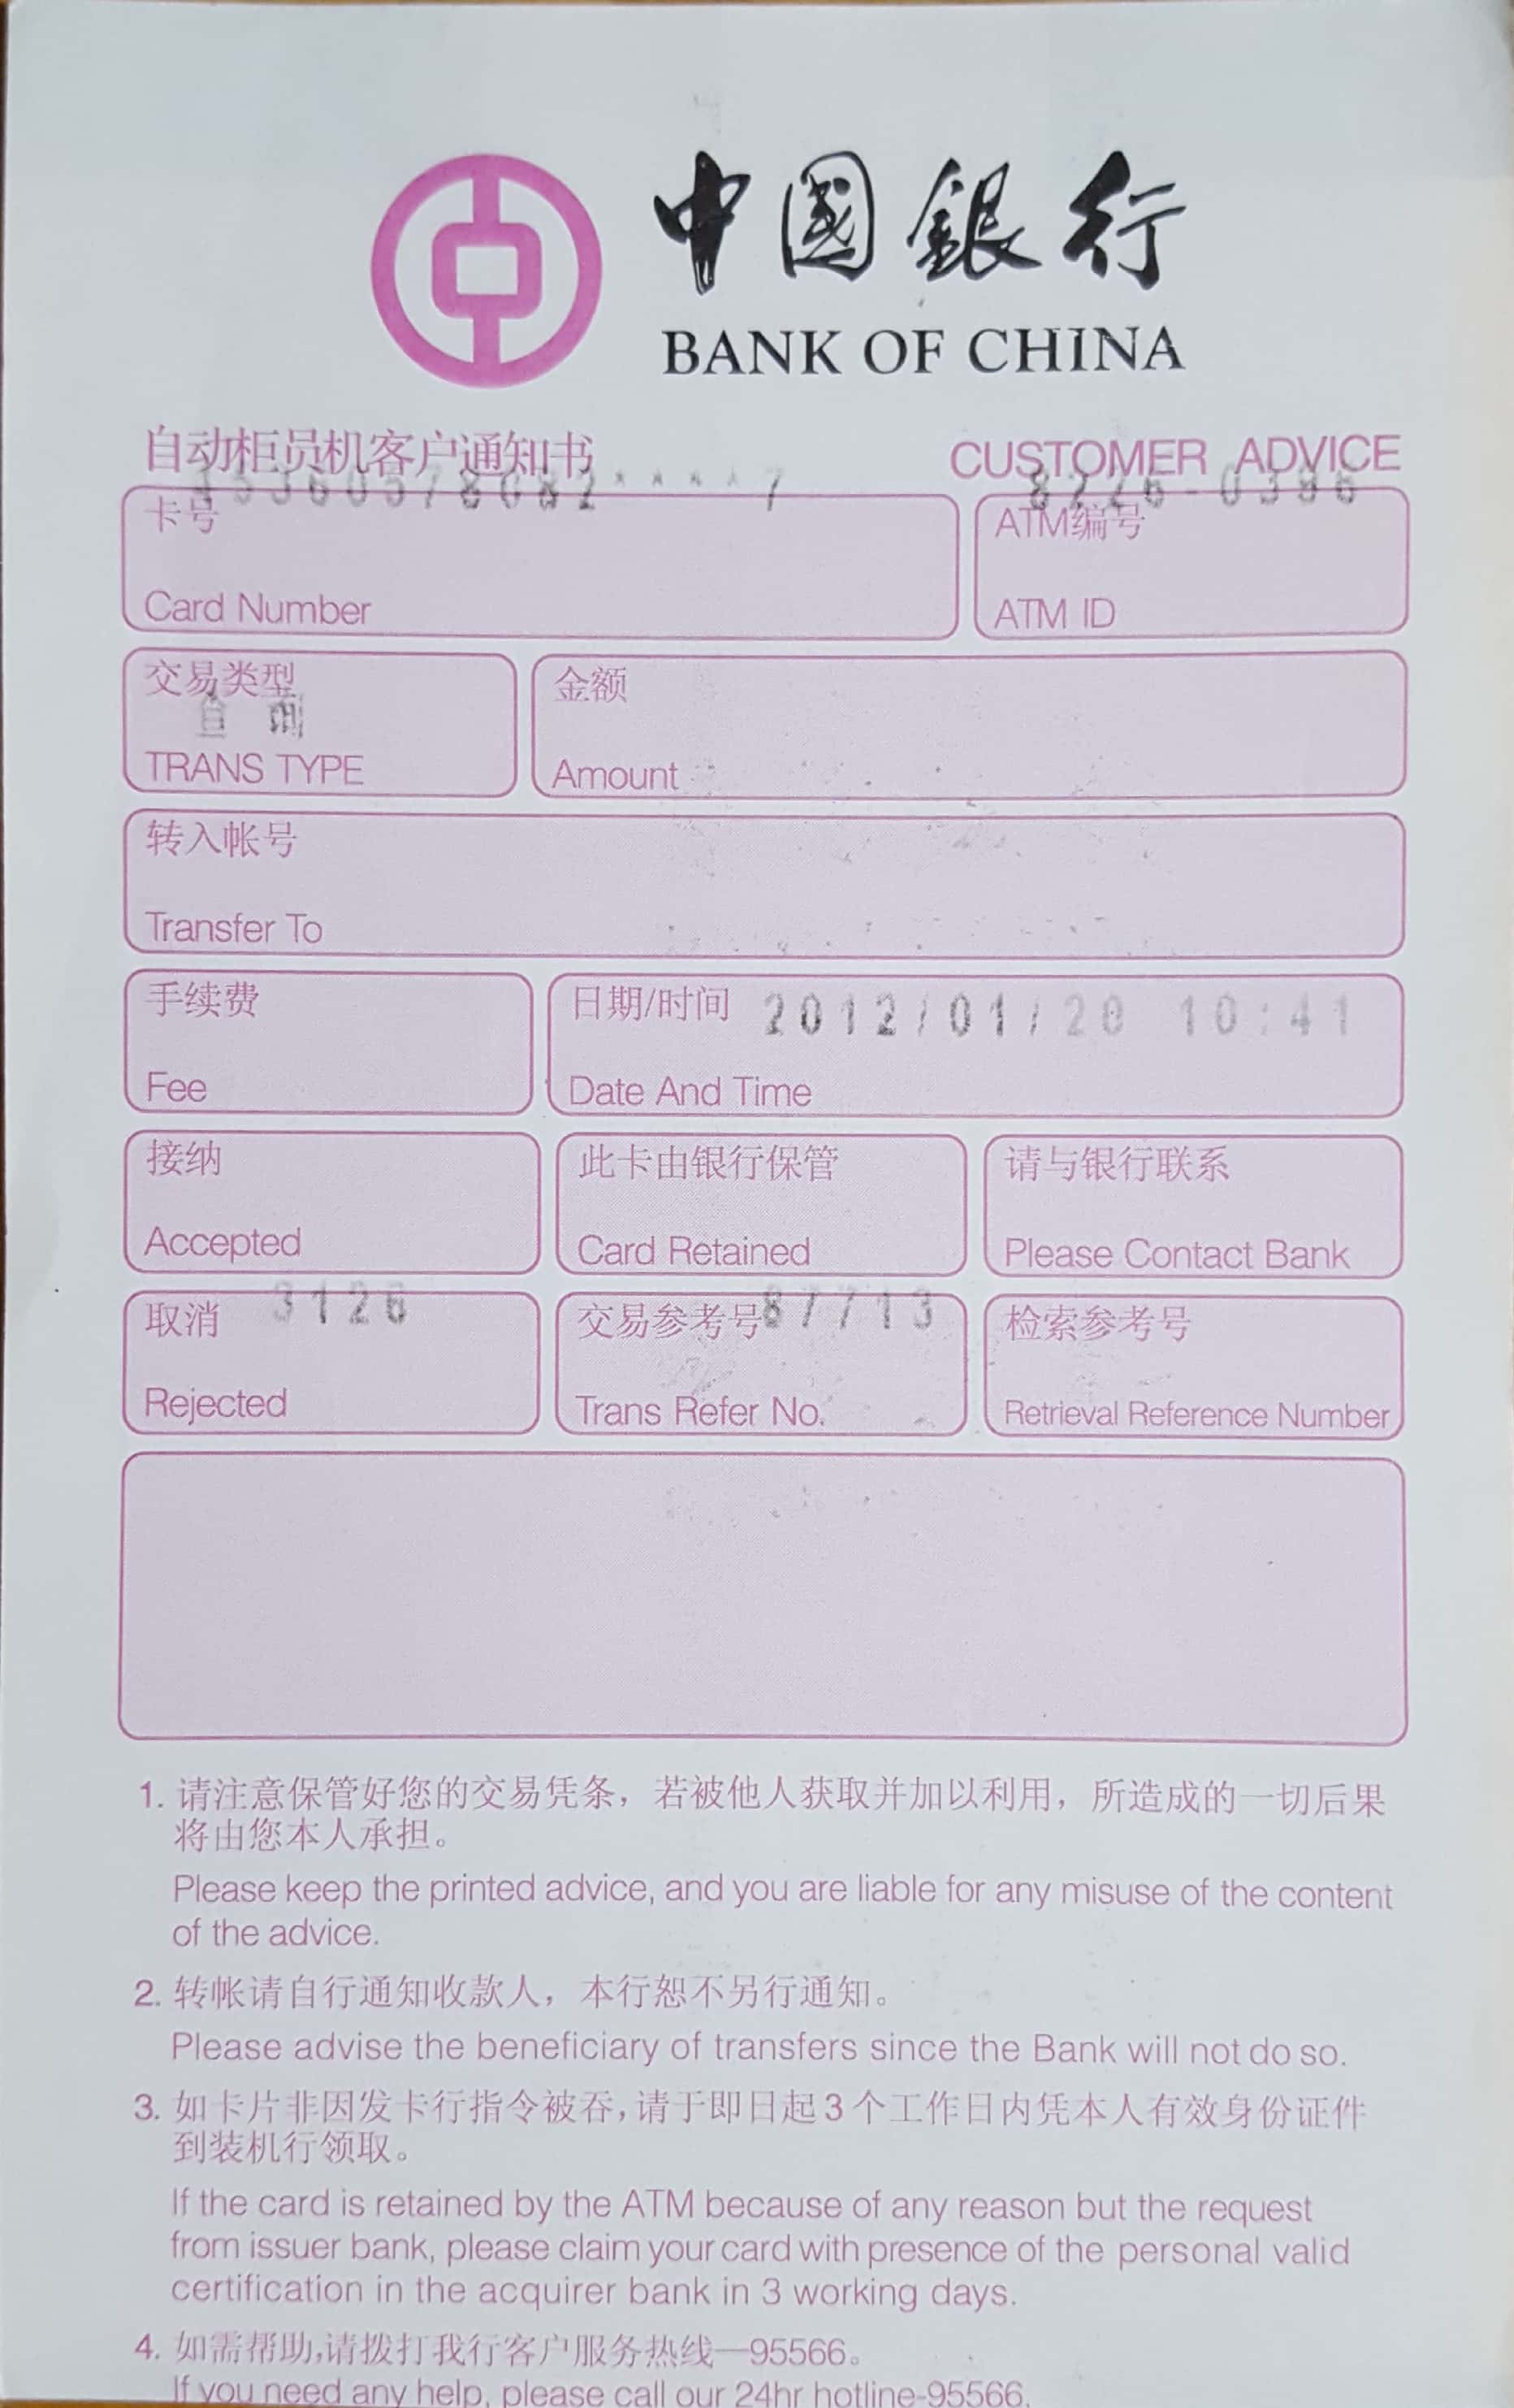 中國銀行
BANK OF CHINA
自动柜员机客户通知书 CUSTOMER ADVICE
卡号 ATM编号
Card Number ATM ID
交易类型 金额
TRANS TYPE Amount
转入帐号
Transfer To
手续费 日期/时间 2012/01/20 10:41
Fee Date And Time
接纳 此卡由银行保管 请与银行联系
Accepted Card Retained Please Contact Bank
取消 3126 交易参考号 87713 检索参考号
Rejected Trans Refer No. Retrieval Reference Number
1. 请注意保管好您的交易凭条，若被他人获取并加以利用，所造成的一切后果
将由您本人承担。
Please keep the printed advice, and you are liable for any misuse of the content
of the advice.
2. 转帐请自行通知收款人，本行恕不另行通知。
Please advise the beneficiary of transfers since the Bank will not do so.
3. 如卡片非因发卡行指令被吞，请于即日起3个工作日内凭本人有效身份证件
到装机行领取。
If the card is retained by the ATM because of any reason but the request
from issuer bank, please claim your card with presence of the personal valid
certification in the acquirer bank in 3 working days.
4. 如需帮助，请拨打我行客户服务热线—95566。
If you need any help, please call our 24hr hotline-95566.